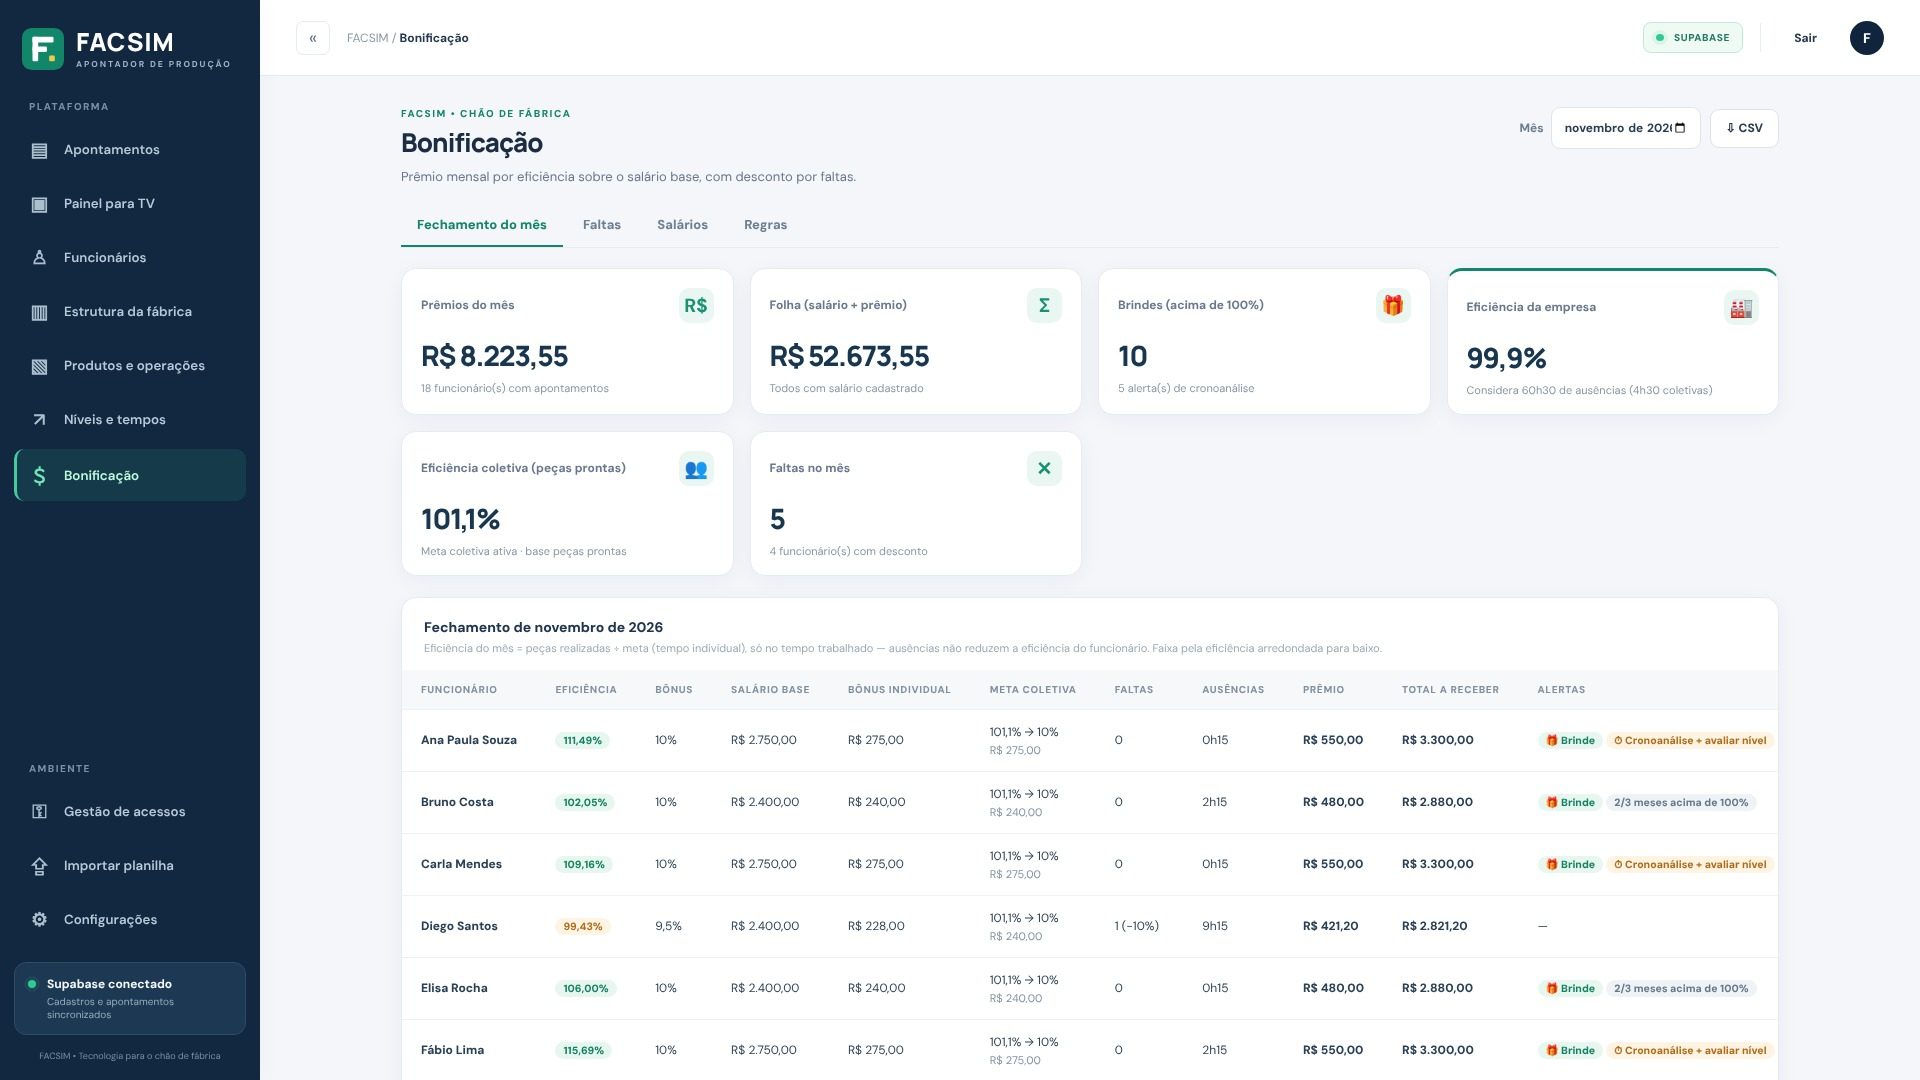 F.
FACSIM
APONTADOR DE PRODUÇÃO
PLATAFORMA
Apontamentos
Painel para TV
Funcionários
Estrutura da fábrica
Produtos e operações
Níveis e tempos
$ Bonificação
AMBIENTE
Gestão de acessos
Importar planilha
Configurações
Supabase conectado
Cadastros e apontamentos
sincronizados
FACSIM • Tecnologia para o chão de fábrica
« FACSIM / Bonificação
SUPABASE
Sair
F
FACSIM • CHÃO DE FÁBRICA
Bonificação
Prêmio mensal por eficiência sobre o salário base, com desconto por faltas.
Mês
novembro de 202
⇩ CSV
Fechamento do mês Faltas Salários Regras
Prêmios do mês R$
R$ 8.223,55
18 funcionário(s) com apontamentos
Folha (salário + prêmio) Σ
R$ 52.673,55
Todos com salário cadastrado
Brindes (acima de 100%)
10
5 alerta(s) de cronoanálise
Eficiência da empresa
99,9%
Considera 60h30 de ausências (4h30 coletivas)
Eficiência coletiva (peças prontas)
101,1%
Meta coletiva ativa · base peças prontas
Faltas no mês ✕
5
4 funcionário(s) com desconto
Fechamento de novembro de 2026
Eficiência do mês = peças realizadas ÷ meta (tempo individual), só no tempo trabalhado — ausências não reduzem a eficiência do funcionário. Faixa pela eficiência arredondada para baixo.
FUNCIONÁRIO EFICIÊNCIA BÔNUS SALÁRIO BASE BÔNUS INDIVIDUAL META COLETIVA FALTAS AUSÊNCIAS PRÊMIO TOTAL A RECEBER ALERTAS
Ana Paula Souza 111,49% 10% R$ 2.750,00 R$ 275,00 101,1% → 10% 0 0h15 R$ 550,00 R$ 3.300,00 🎁 Brinde ⏱ Cronoanálise + avaliar nível
R$ 275,00
Bruno Costa 102,05% 10% R$ 2.400,00 R$ 240,00 101,1% → 10% 0 2h15 R$ 480,00 R$ 2.880,00 🎁 Brinde 2/3 meses acima de 100%
R$ 240,00
Carla Mendes 109,16% 10% R$ 2.750,00 R$ 275,00 101,1% → 10% 0 0h15 R$ 550,00 R$ 3.300,00 🎁 Brinde ⏱ Cronoanálise + avaliar nível
R$ 275,00
Diego Santos 99,43% 9,5% R$ 2.400,00 R$ 228,00 101,1% → 10% 1 (-10%) 9h15 R$ 421,20 R$ 2.821,20 —
R$ 240,00
Elisa Rocha 106,00% 10% R$ 2.400,00 R$ 240,00 101,1% → 10% 0 0h15 R$ 480,00 R$ 2.880,00 🎁 Brinde 2/3 meses acima de 100%
R$ 240,00
Fábio Lima 115,69% 10% R$ 2.750,00 R$ 275,00 101,1% → 10% 0 2h15 R$ 550,00 R$ 3.300,00 🎁 Brinde ⏱ Cronoanálise + avaliar nível
R$ 275,00